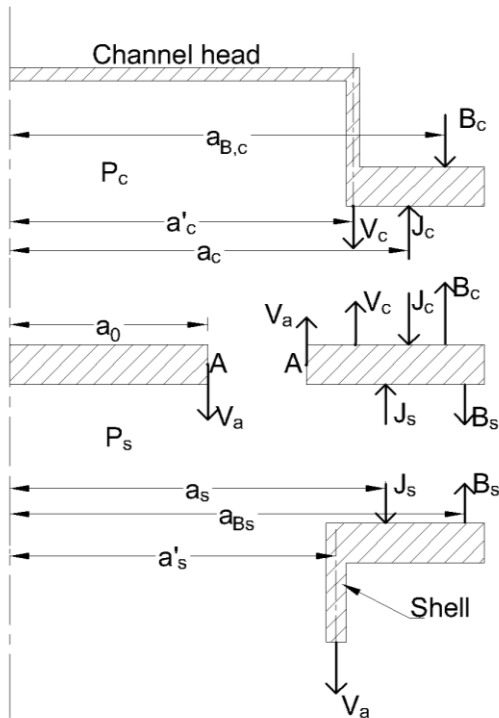 Channel head
B_c
a_{B,c}
P_c
a'_c
V_c
J_c
a_c
V_a
V_c
J_c
B_c
a_0
A
A
V_a
J_s
B_s
P_s
a_s
J_s
B_s
a_{Bs}
a'_s
Shell
V_a